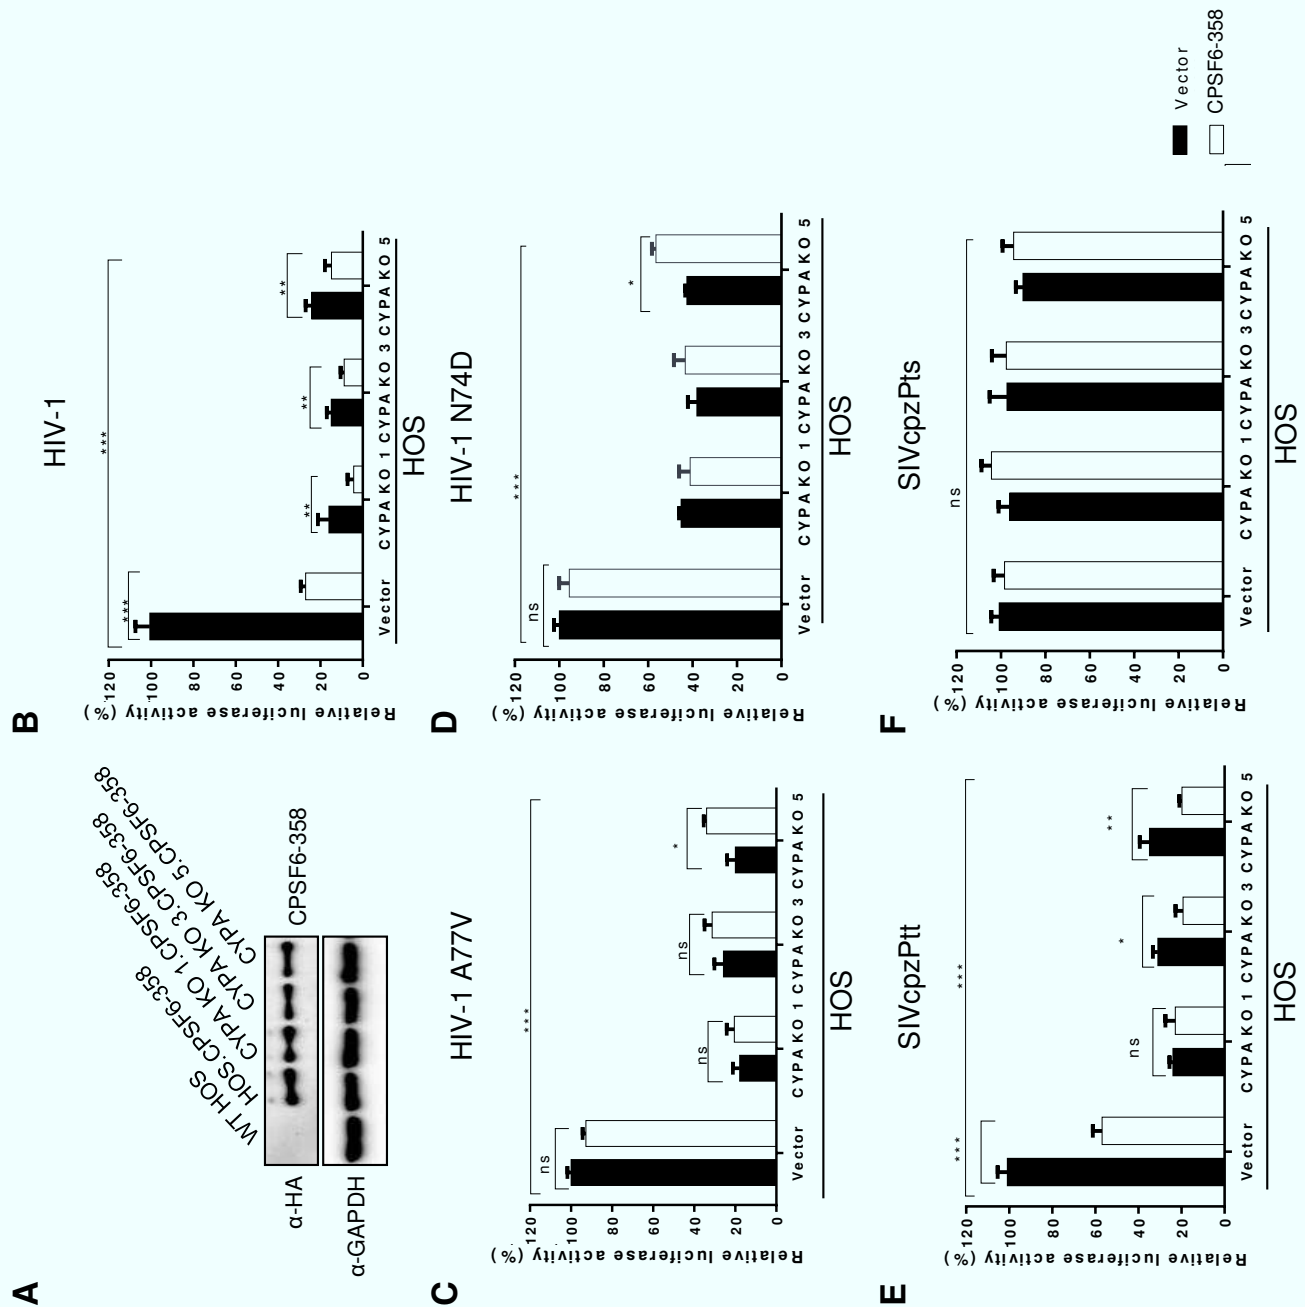 A
WT HOS
HOS.CPSF6-358
CYPA KO 1.CPSF6-358
CYPA KO 3.CPSF6-358
CYPA KO 5.CPSF6-358
α-HA
CPSF6-358
α-GAPDH
B
HIV-1
Relative luciferase activity (%)
120
100
80
60
40
20
0
***
***
**
**
**
Vector
CYPA KO 1
CYPA KO 3
CYPA KO 5
HOS
C
HIV-1 A77V
Relative luciferase activity (%)
120
100
80
60
40
20
0
***
ns
ns
ns
*
Vector
CYPA KO 1
CYPA KO 3
CYPA KO 5
HOS
D
HIV-1 N74D
Relative luciferase activity (%)
120
100
80
60
40
20
0
***
ns
*
Vector
CYPA KO 1
CYPA KO 3
CYPA KO 5
HOS
E
SIVcpzPtt
Relative luciferase activity (%)
120
100
80
60
40
20
0
***
***
ns
*
**
Vector
CYPA KO 1
CYPA KO 3
CYPA KO 5
HOS
F
SIVcpzPts
Relative luciferase activity (%)
120
100
80
60
40
20
0
ns
Vector
CYPA KO 1
CYPA KO 3
CYPA KO 5
HOS
Vector
CPSF6-358